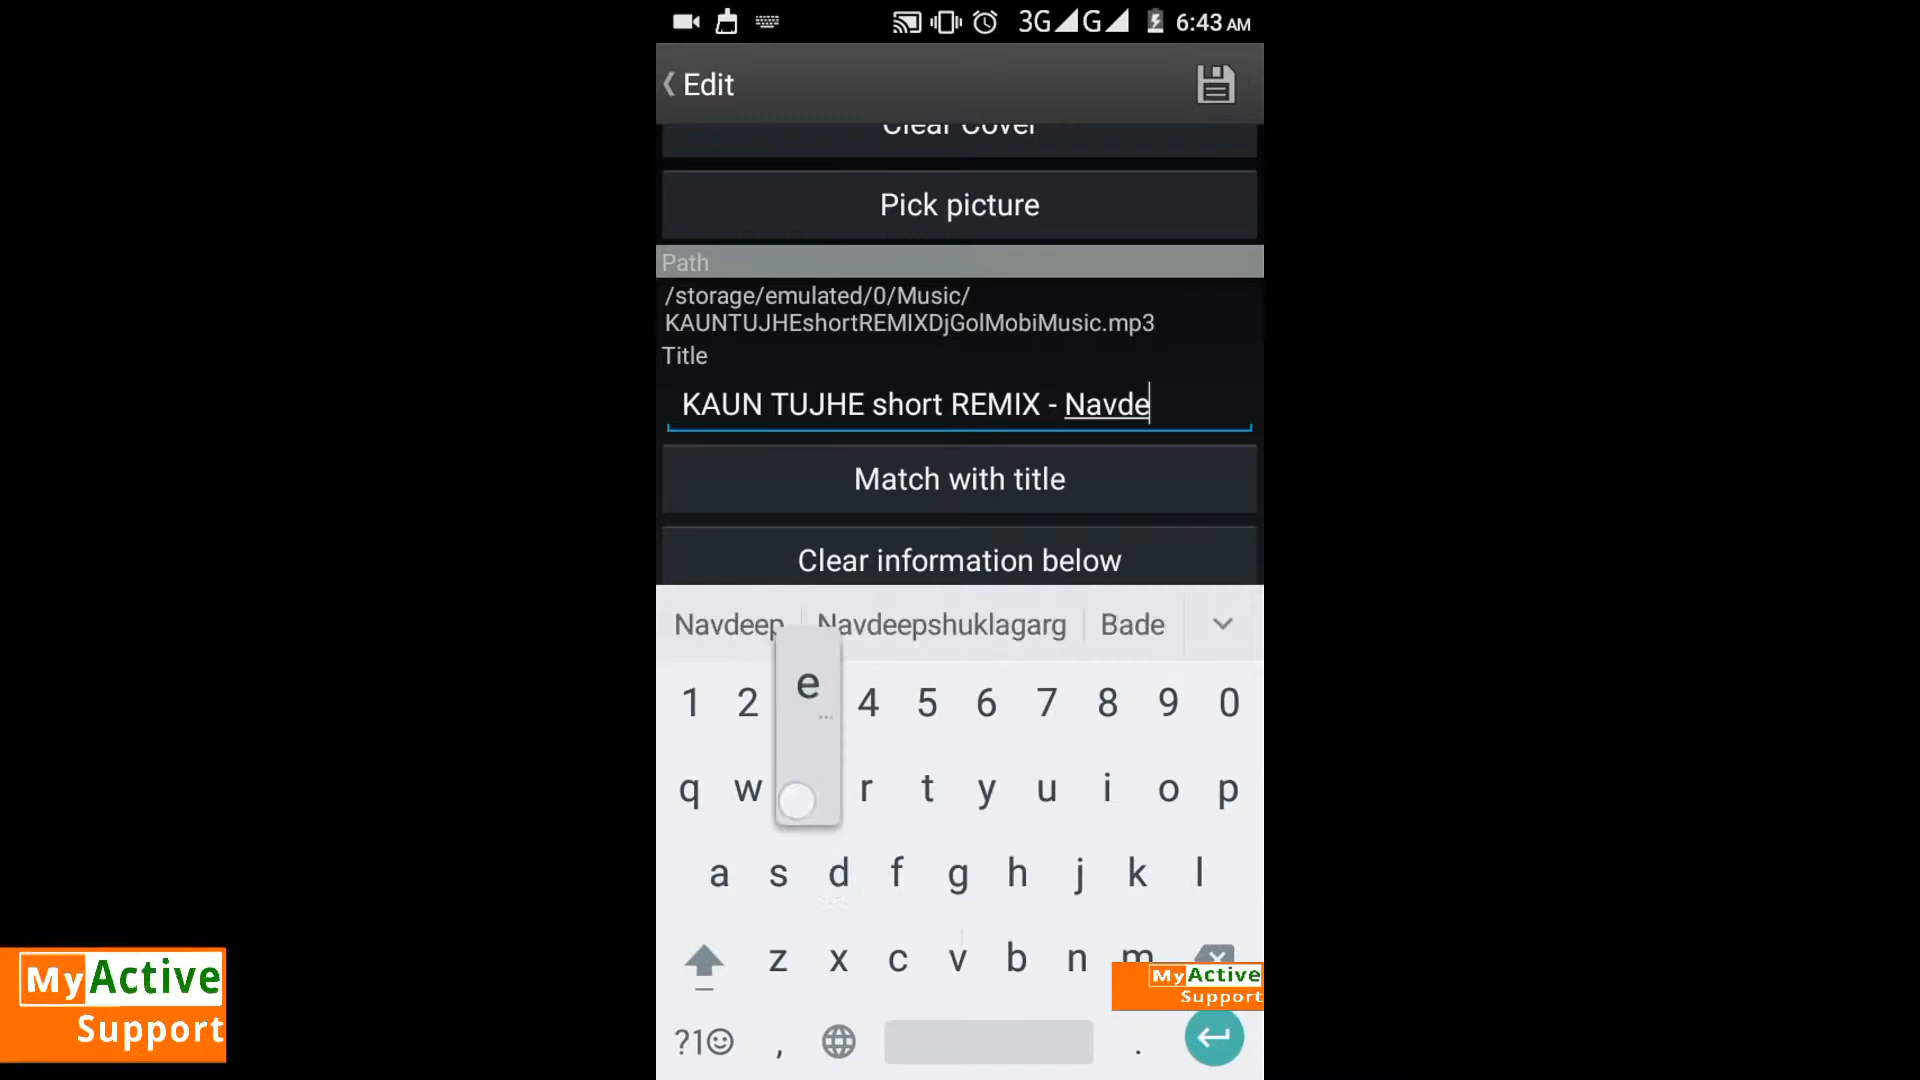 3G G 6:43 AM
Edit
Clear Cover
Pick picture
Path
/storage/emulated/0/Music/
KAUNTUJHEshortREMIXDjGolMobiMusic.mp3
Title
KAUN TUJHE short REMIX - Navde
Match with title
Clear information below
Navdeep Navdeepshuklagarg Bade
e
1 2 4 5 6 7 8 9 0
q w r t y u i o p
a s d f g h j k l
z x c v b n m
?1☺ , .
MyActive
Support
MyActive
Support